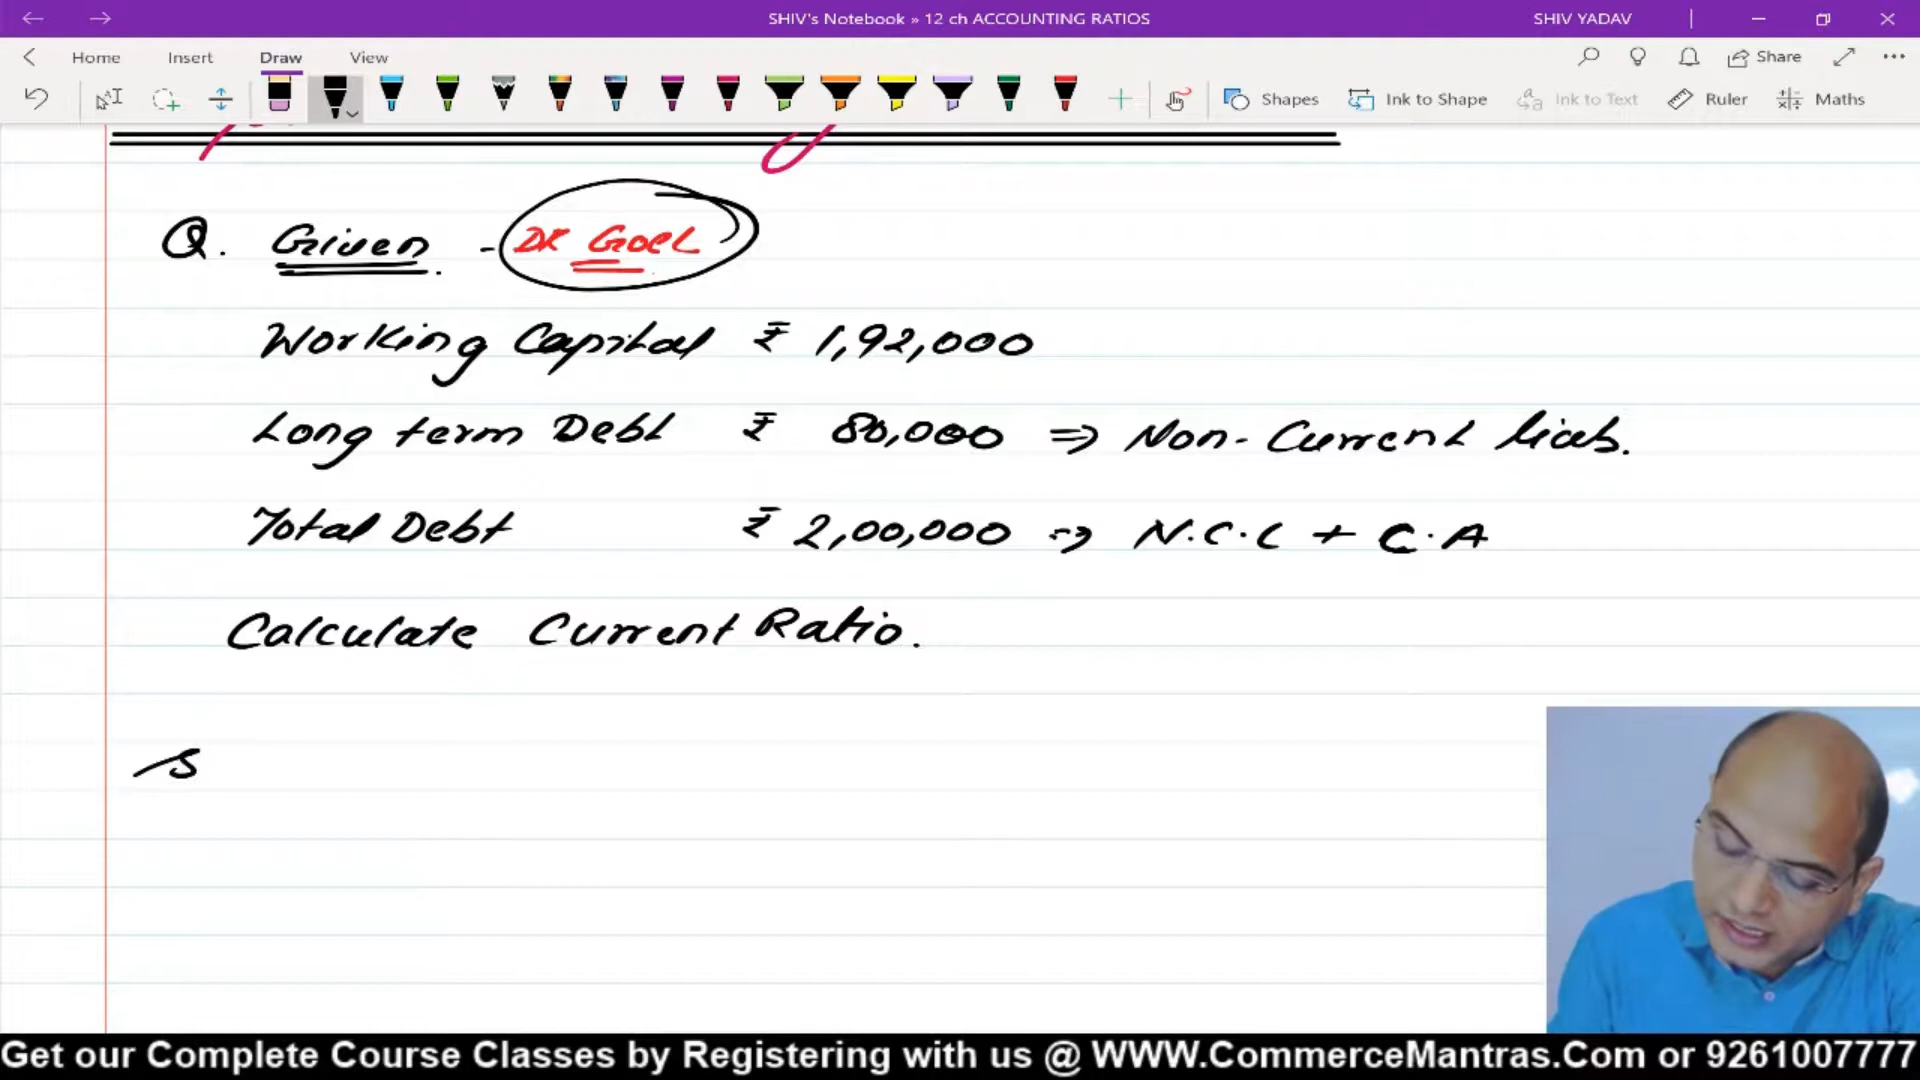 SHIV's Notebook » 12 ch ACCOUNTING RATIOS SHIV YADAV
Home Insert Draw View Share
Shapes Ink to Shape Ink to Text Ruler Maths
Q. Given. - DK Goel
Working Capital ₹ 1,92,000
Long term Debt ₹ 80,000 ⇒ Non-Current liab.
Total Debt ₹ 2,00,000 ⇒ N.C.L + C.A
Calculate Current Ratio.
S
Get our Complete Course Classes by Registering with us @ WWW.CommerceMantras.Com or 9261007777